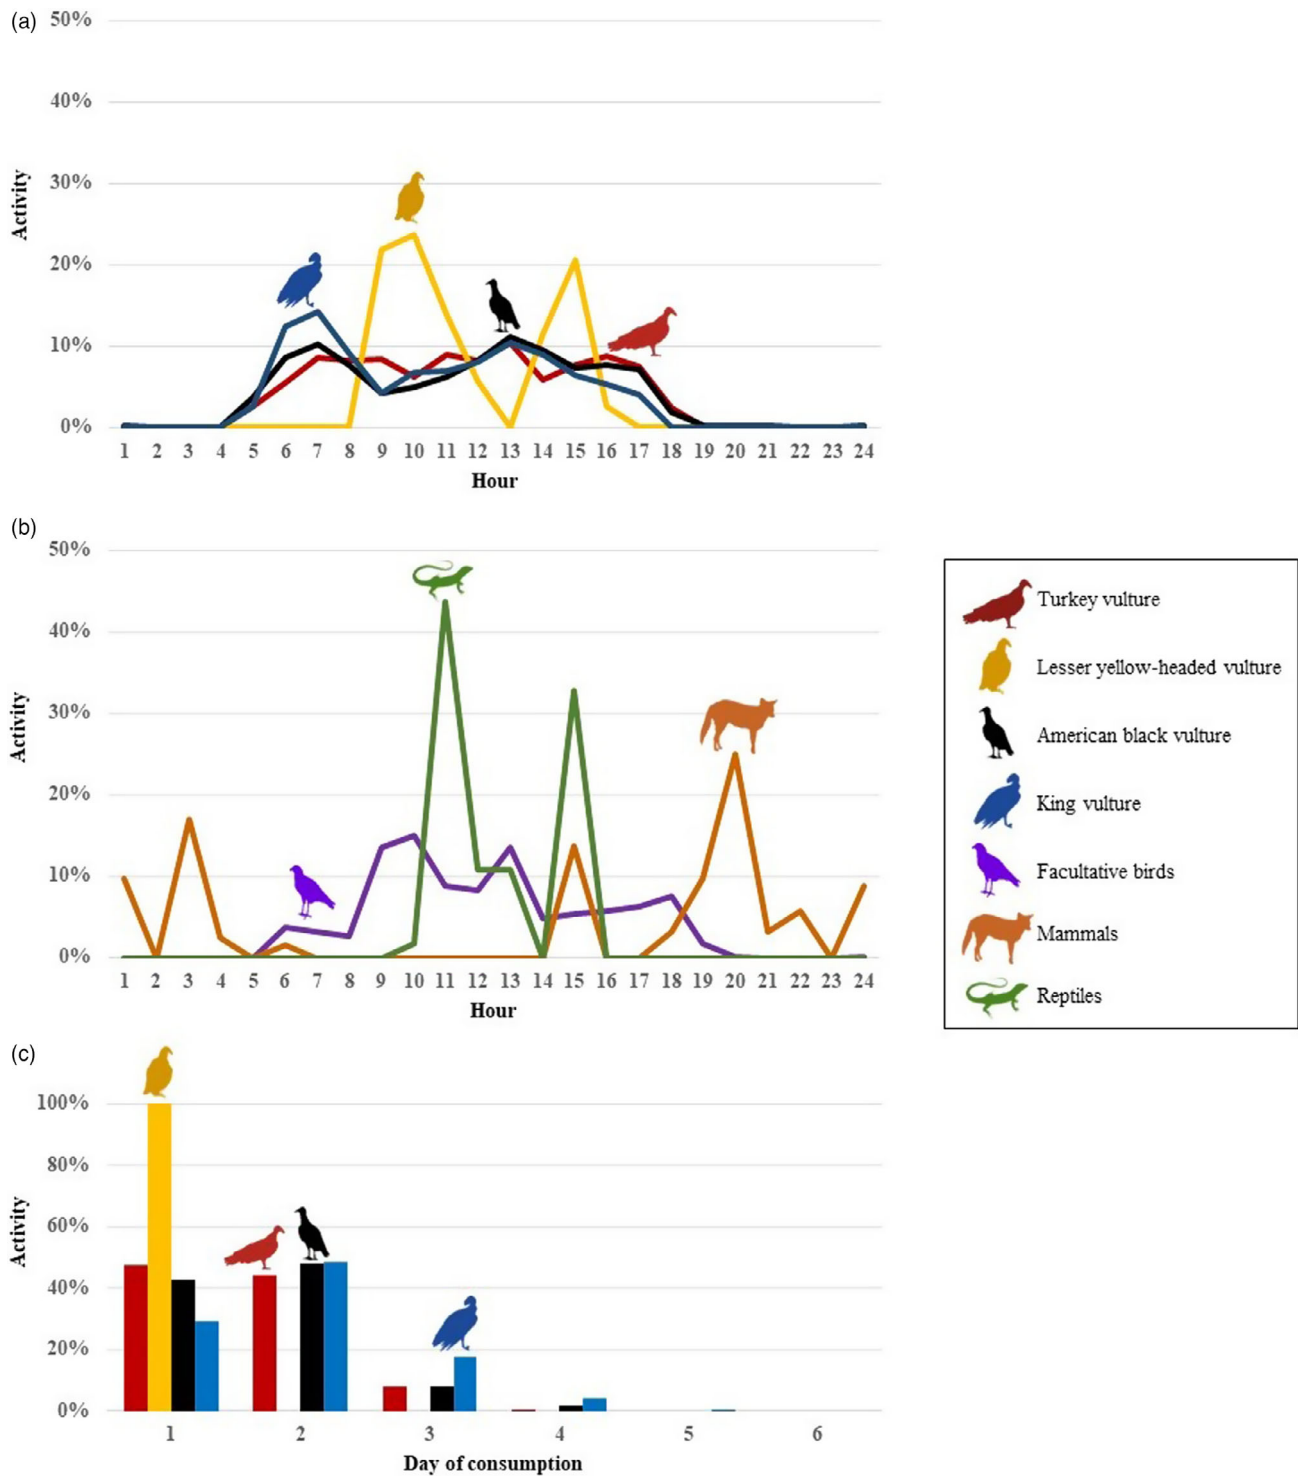 (a)
50%
40%
30%
20%
10%
0%
Activity
1 2 3 4 5 6 7 8 9 10 11 12 13 14 15 16 17 18 19 20 21 22 23 24
Hour
(b)
50%
40%
30%
20%
10%
0%
Activity
1 2 3 4 5 6 7 8 9 10 11 12 13 14 15 16 17 18 19 20 21 22 23 24
Hour
Turkey vulture
Lesser yellow-headed vulture
American black vulture
King vulture
Facultative birds
Mammals
Reptiles
(c)
100%
80%
60%
40%
20%
0%
Activity
1 2 3 4 5 6
Day of consumption